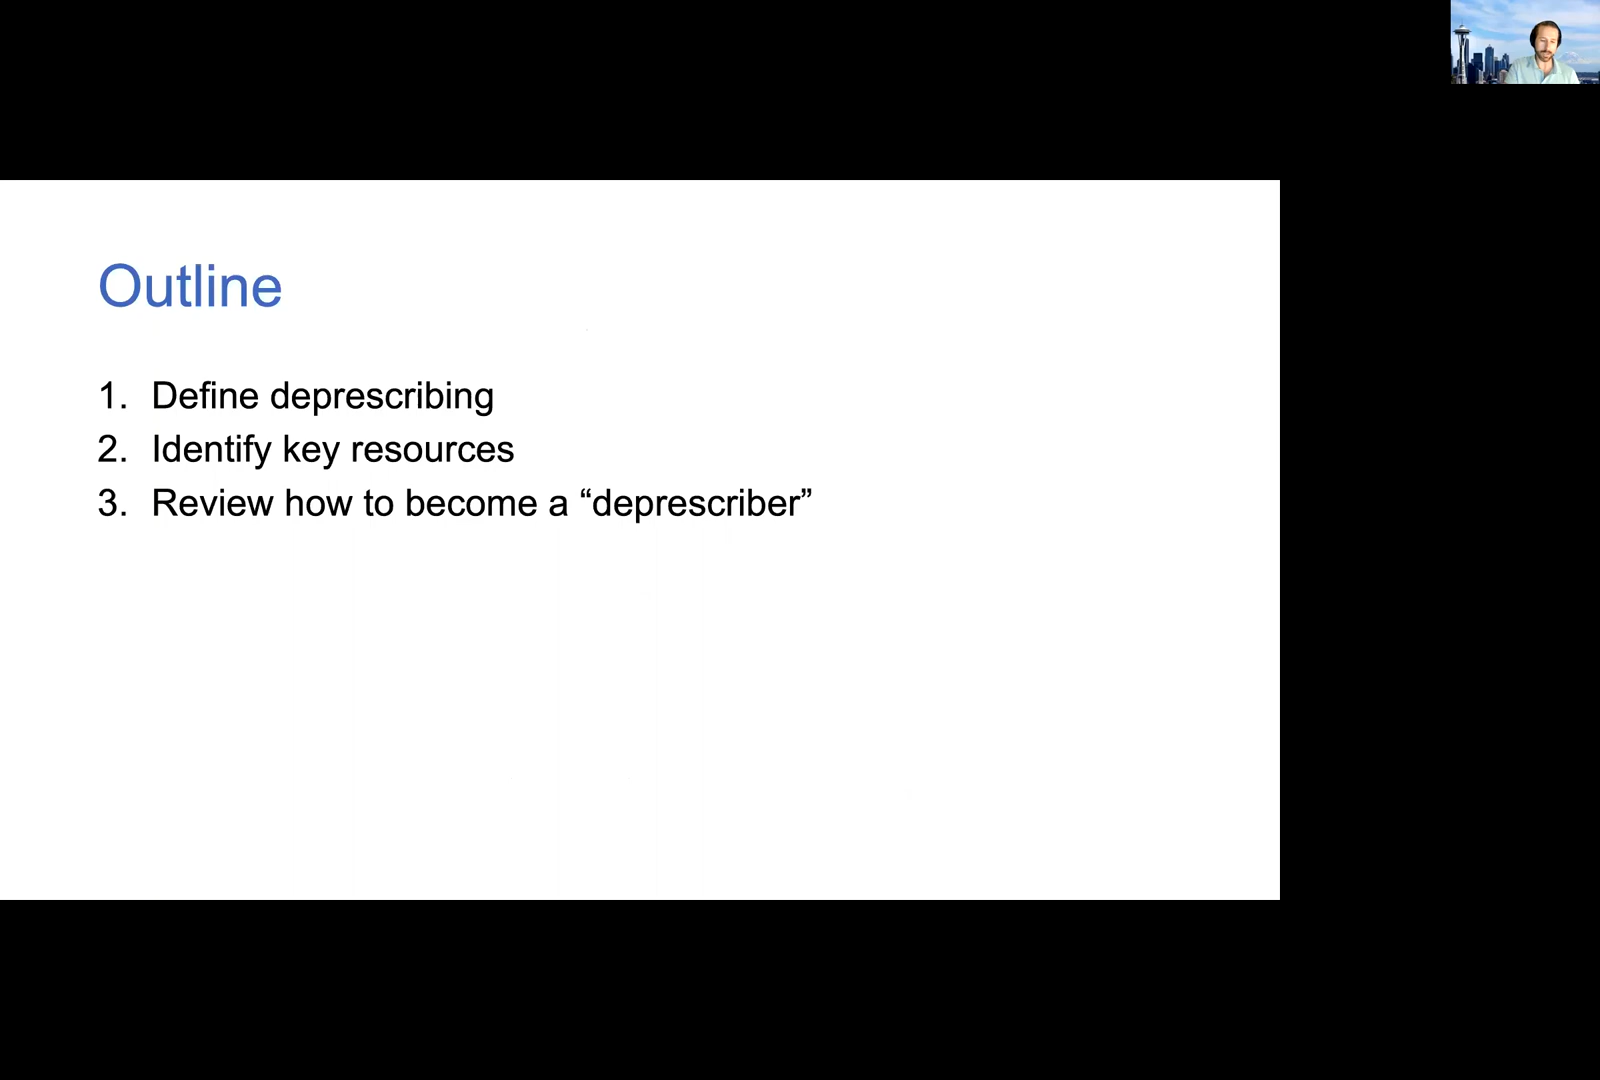 Outline
1. Define deprescribing
2. Identify key resources
3. Review how to become a “deprescriber”